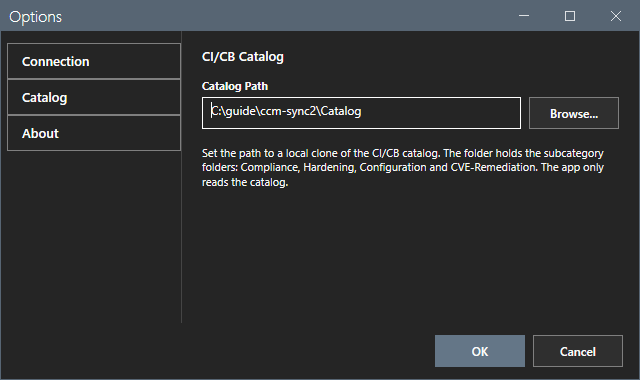 Options
Connection
Catalog
About
CI/CB Catalog
Catalog Path
C:\guide\ccm-sync2\Catalog
Browse...
Set the path to a local clone of the CI/CB catalog. The folder holds the subcategory
folders: Compliance, Hardening, Configuration and CVE-Remediation. The app only
reads the catalog.
OK
Cancel